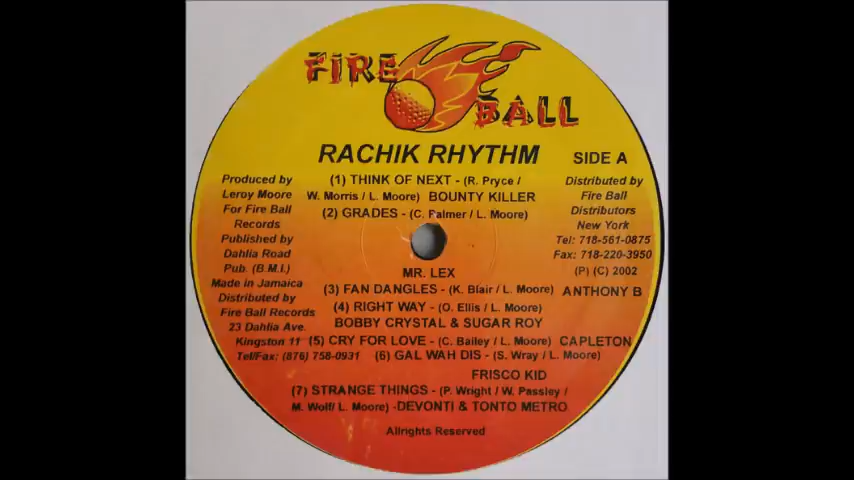 FIRE BALL
RACHIK RHYTHM
SIDE A
Produced by
Leroy Moore
For Fire Ball
Records
Published by
Dahlia Road
Pub. (B.M.I.)
Made in Jamaica
Distributed by
Fire Ball Records
23 Dahlia Ave.
Kingston 11
Tel/Fax: (876) 758-0931
(1) THINK OF NEXT - (R. Pryce /
W. Morris / L. Moore) BOUNTY KILLER
(2) GRADES - (C. Palmer / L. Moore)
MR. LEX
(3) FAN DANGLES - (K. Blair / L. Moore) ANTHONY B
(4) RIGHT WAY - (O. Ellis / L. Moore)
BOBBY CRYSTAL & SUGAR ROY
(5) CRY FOR LOVE - (C. Bailey / L. Moore) CAPLETON
(6) GAL WAH DIS - (S. Wray / L. Moore)
FRISCO KID
(7) STRANGE THINGS - (P. Wright / W. Passley /
M. Wolf/ L. Moore) -DEVONTI & TONTO METRO
Distributed by
Fire Ball
Distributors
New York
Tel: 718-561-0875
Fax: 718-220-3950
(P) (C) 2002
Allrights Reserved